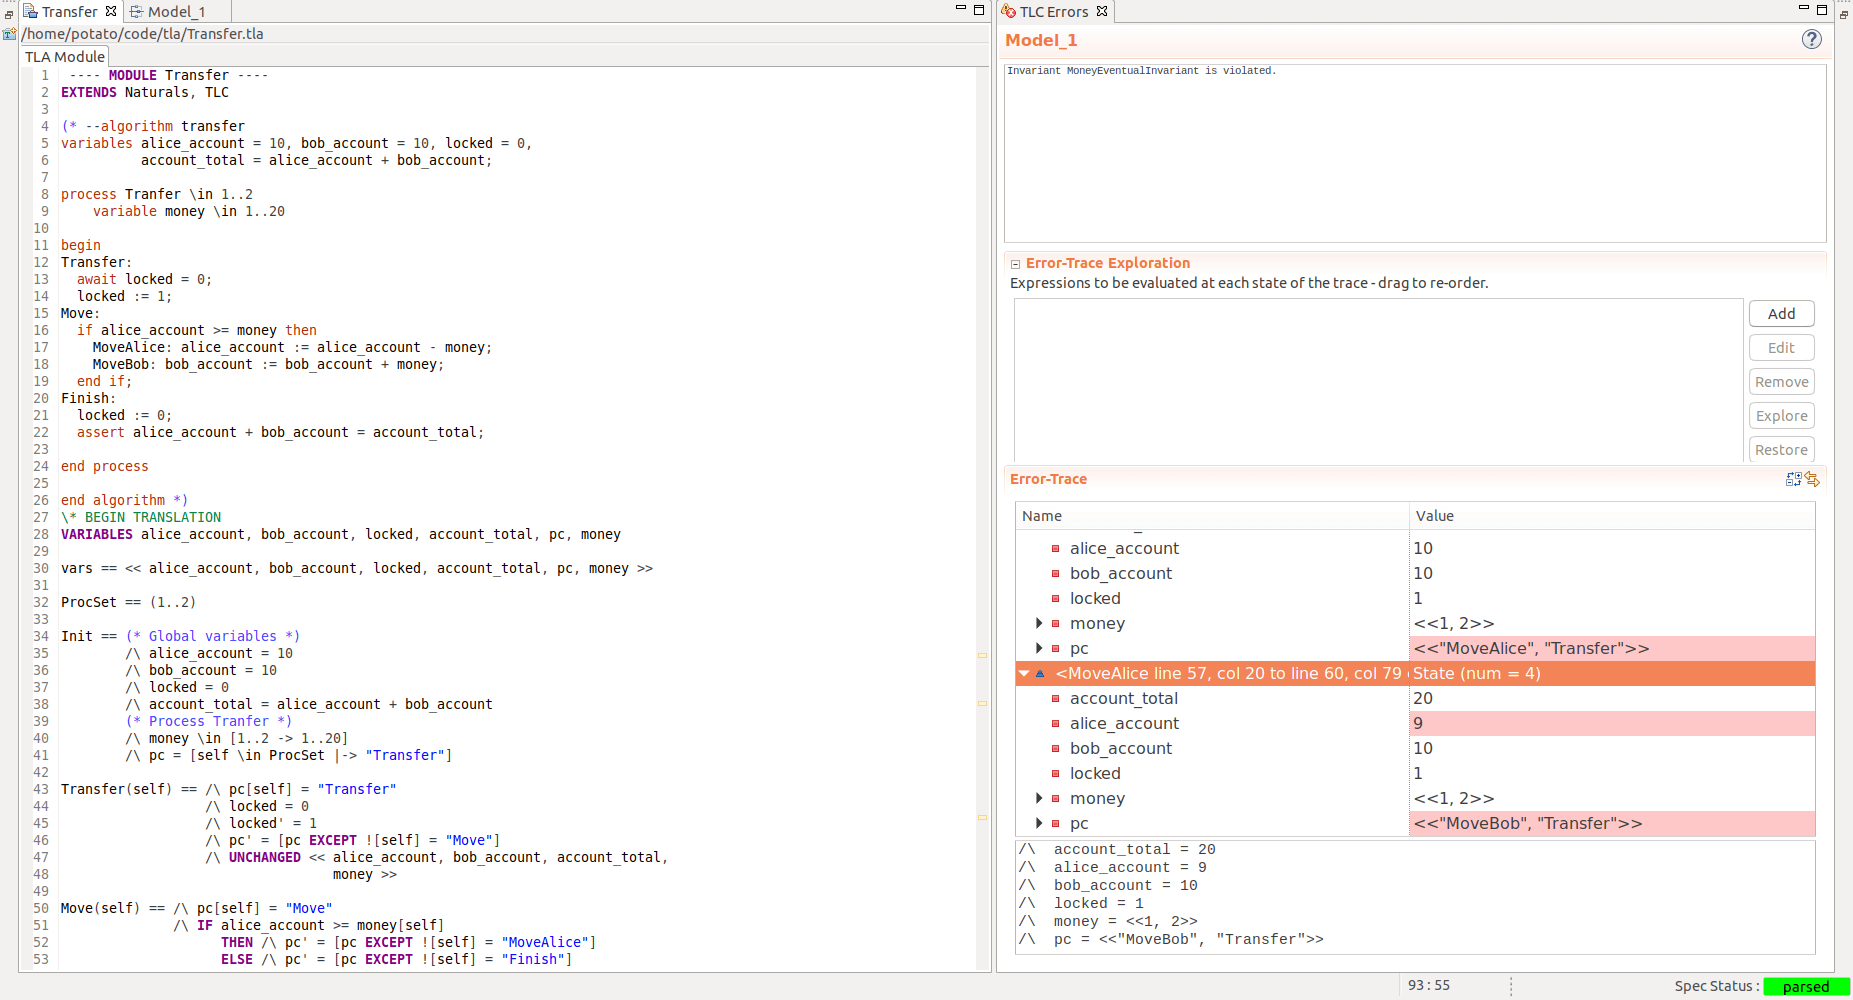 Transfer
Model_1
/home/potato/code/tla/Transfer.tla
TLA Module
1 ---- MODULE Transfer ----
2 EXTENDS Naturals, TLC
3
4 (* --algorithm transfer
5 variables alice_account = 10, bob_account = 10, locked = 0,
6 account_total = alice_account + bob_account;
7
8 process Tranfer \in 1..2
9 variable money \in 1..20
10
11 begin
12 Transfer:
13 await locked = 0;
14 locked := 1;
15 Move:
16 if alice_account >= money then
17 MoveAlice: alice_account := alice_account - money;
18 MoveBob: bob_account := bob_account + money;
19 end if;
20 Finish:
21 locked := 0;
22 assert alice_account + bob_account = account_total;
23
24 end process
25
26 end algorithm *)
27 \* BEGIN TRANSLATION
28 VARIABLES alice_account, bob_account, locked, account_total, pc, money
29
30 vars == << alice_account, bob_account, locked, account_total, pc, money >>
31
32 ProcSet == (1..2)
33
34 Init == (* Global variables *)
35 /\ alice_account = 10
36 /\ bob_account = 10
37 /\ locked = 0
38 /\ account_total = alice_account + bob_account
39 (* Process Tranfer *)
40 /\ money \in [1..2 -> 1..20]
41 /\ pc = [self \in ProcSet |-> "Transfer"]
42
43 Transfer(self) == /\ pc[self] = "Transfer"
44 /\ locked = 0
45 /\ locked' = 1
46 /\ pc' = [pc EXCEPT ![self] = "Move"]
47 /\ UNCHANGED << alice_account, bob_account, account_total,
48 money >>
49
50 Move(self) == /\ pc[self] = "Move"
51 /\ IF alice_account >= money[self]
52 THEN /\ pc' = [pc EXCEPT ![self] = "MoveAlice"]
53 ELSE /\ pc' = [pc EXCEPT ![self] = "Finish"]
TLC Errors
Model_1
Invariant MoneyEventualInvariant is violated.
Error-Trace Exploration
Expressions to be evaluated at each state of the trace - drag to re-order.
Add
Edit
Remove
Explore
Restore
Error-Trace
Name Value
alice_account 10
bob_account 10
locked 1
money <<1, 2>>
pc <<"MoveAlice", "Transfer">>
<MoveAlice line 57, col 20 to line 60, col 79 State (num = 4)
account_total 20
alice_account 9
bob_account 10
locked 1
money <<1, 2>>
pc <<"MoveBob", "Transfer">>
/\ account_total = 20
/\ alice_account = 9
/\ bob_account = 10
/\ locked = 1
/\ money = <<1, 2>>
/\ pc = <<"MoveBob", "Transfer">>
93 : 55
Spec Status : parsed